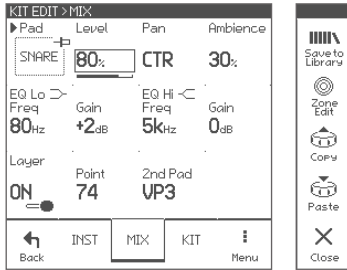 KIT EDIT>MIX
Pad Level Pan Ambience
SNARE 80% CTR 30%
EQ Lo EQ Hi
Freq Gain Freq Gain
80Hz +2dB 5kHz 0dB
Layer
Point 2nd Pad
ON 74 VP3
Back INST MIX KIT Menu
Save to
Library
Zone
Edit
Copy
Paste
Close